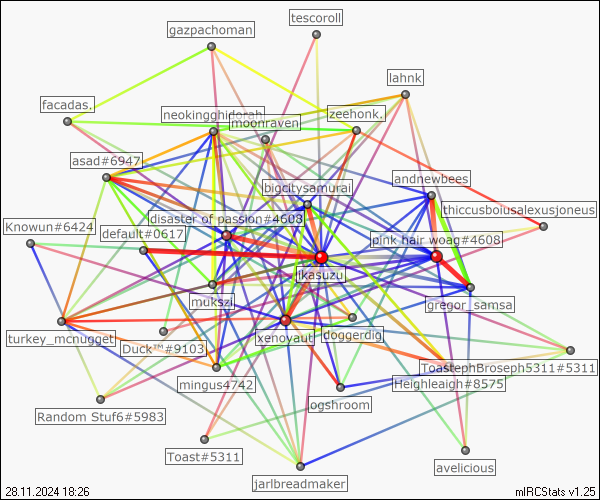 tescoroll
gazpachoman
lahnk
facadas.
neokingghidorah
zeehonk.
moonraven
asad#6947
andnewbees
bigcitysamurai
thiccusboiusalexusjoneus
disaster of passion#4603
Knowun#6424
default#0617
pink hair woag#4608
ikasuzu
mukszi
gregor_samsa
turkey_mcnugget
xenovaut
doggerdig
Duck™#9103
ToastephBroseph5311#5311
mingus4742
Heighleaigh#8575
ogshroom
Random Stuf6#5983
Toast#5311
avelicious
jarlbreadmaker
28.11.2024 18:26
mIRCStats v1.25